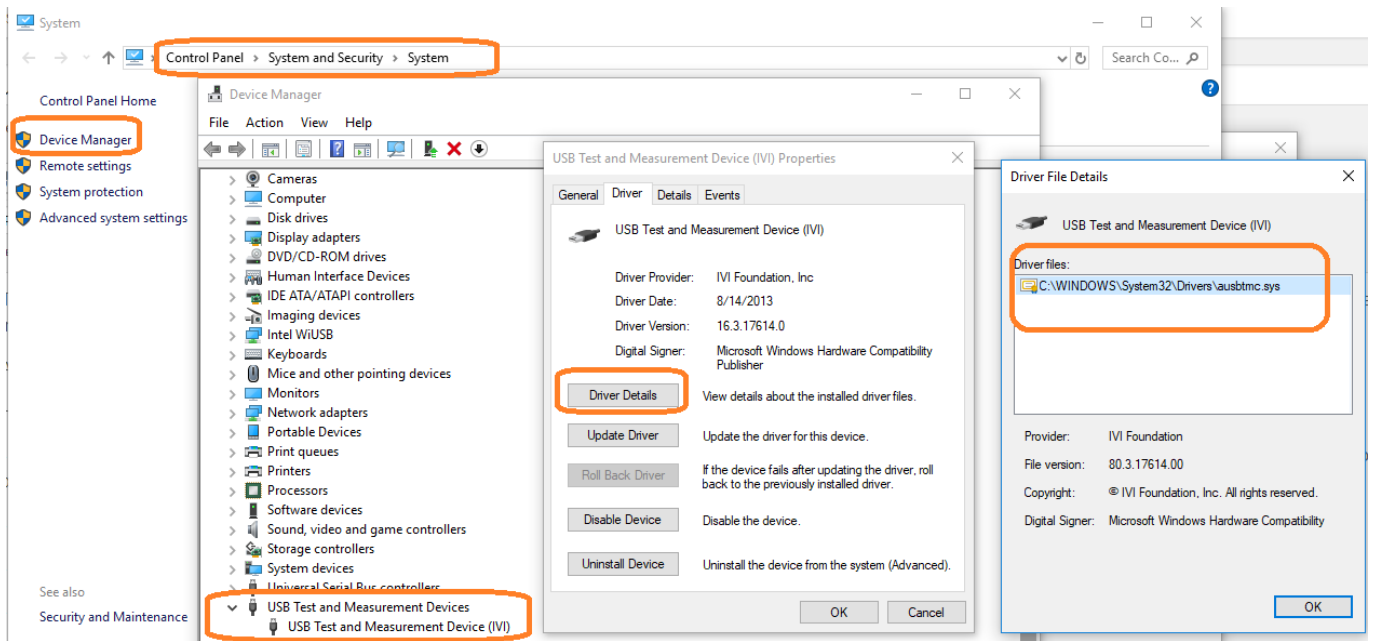 System
Control Panel > System and Security > System
Search Co...
Control Panel Home
Device Manager
Remote settings
System protection
Advanced system settings
See also
Security and Maintenance
Device Manager
File Action View Help
Cameras
Computer
Disk drives
Display adapters
DVD/CD-ROM drives
Human Interface Devices
IDE ATA/ATAPI controllers
Imaging devices
Intel WiUSB
Keyboards
Mice and other pointing devices
Monitors
Network adapters
Portable Devices
Print queues
Printers
Processors
Software devices
Sound, video and game controllers
Storage controllers
System devices
Universal Serial Bus controllers
USB Test and Measurement Devices
USB Test and Measurement Device (IVI)
USB Test and Measurement Device (IVI) Properties
General Driver Details Events
USB Test and Measurement Device (IVI)
Driver Provider: IVI Foundation, Inc
Driver Date: 8/14/2013
Driver Version: 16.3.17614.0
Digital Signer: Microsoft Windows Hardware Compatibility
Publisher
Driver Details View details about the installed driver files.
Update Driver Update the driver for this device.
Roll Back Driver If the device fails after updating the driver, roll
back to the previously installed driver.
Disable Device Disable the device.
Uninstall Device Uninstall the device from the system (Advanced).
OK Cancel
Driver File Details
USB Test and Measurement Device (IVI)
Driver files:
C:\WINDOWS\System32\Drivers\ausbtmc.sys
Provider: IVI Foundation
File version: 80.3.17614.00
Copyright: © IVI Foundation, Inc. All rights reserved.
Digital Signer: Microsoft Windows Hardware Compatibility
OK